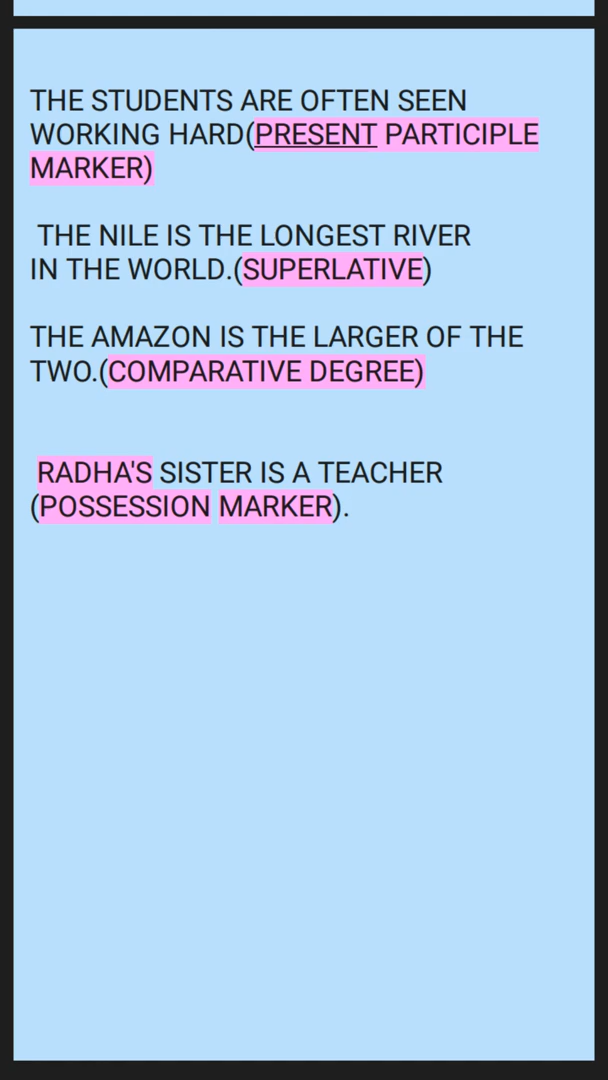 THE STUDENTS ARE OFTEN SEEN
WORKING HARD(PRESENT PARTICIPLE
MARKER)
THE NILE IS THE LONGEST RIVER
IN THE WORLD.(SUPERLATIVE)
THE AMAZON IS THE LARGER OF THE
TWO.(COMPARATIVE DEGREE)
RADHA'S SISTER IS A TEACHER
(POSSESSION MARKER).